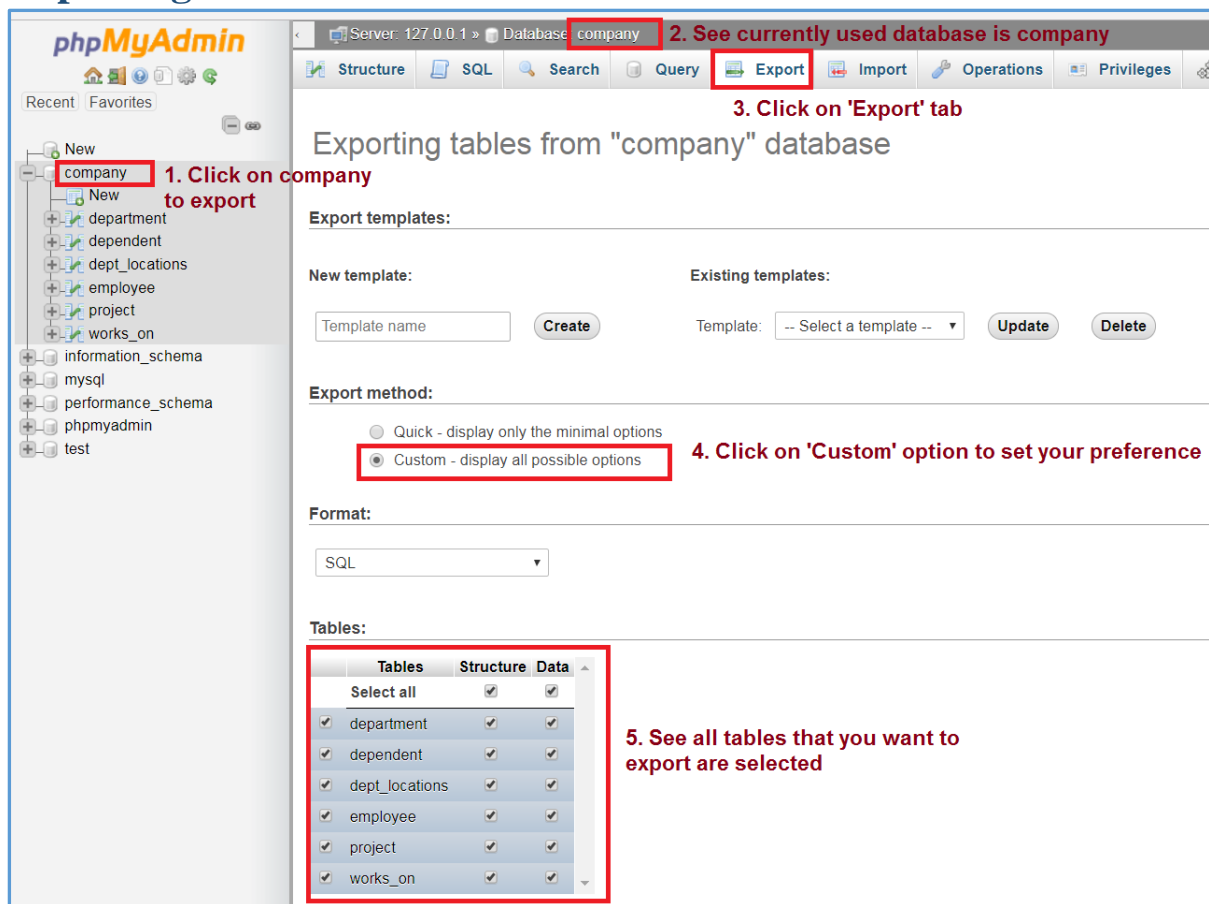 phpMyAdmin
Recent Favorites
New
company
New
department
dependent
dept_locations
employee
project
works_on
information_schema
mysql
performance_schema
phpmyadmin
test
1. Click on company
to export
Server: 127.0.0.1 » Database: company
2. See currently used database is company
Structure SQL Search Query Export Import Operations Privileges
3. Click on 'Export' tab
Exporting tables from "company" database
Export templates:
New template: Existing templates:
Template name Create Template: -- Select a template -- Update Delete
Export method:
Quick - display only the minimal options
Custom - display all possible options
4. Click on 'Custom' option to set your preference
Format:
SQL
Tables:
Tables Structure Data
Select all
department
dependent
dept_locations
employee
project
works_on
5. See all tables that you want to
export are selected